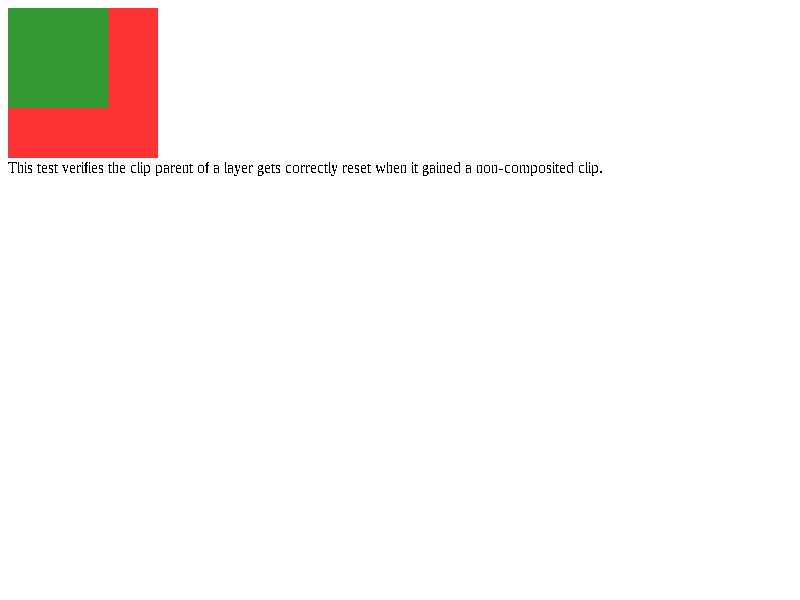 This test verifies the clip parent of a layer gets correctly reset when it gained a non-composited clip.